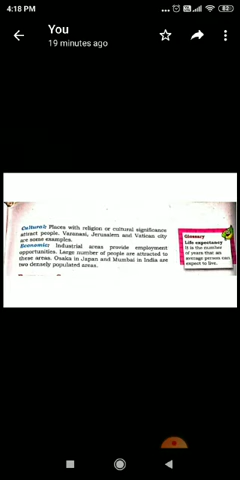 4:18 PM
You
19 minutes ago
Cultural: Places with religion or cultural significance
attract people. Varanasi, Jerusalem and Vatican city
are some examples.
Economic: Industrial areas provide employment
opportunities. Large number of people are attracted to
these areas. Osaka in Japan and Mumbai in India are
two densely populated areas.
Glossary
Life expectancy
It is the number
of years that an
average person can
expect to live.